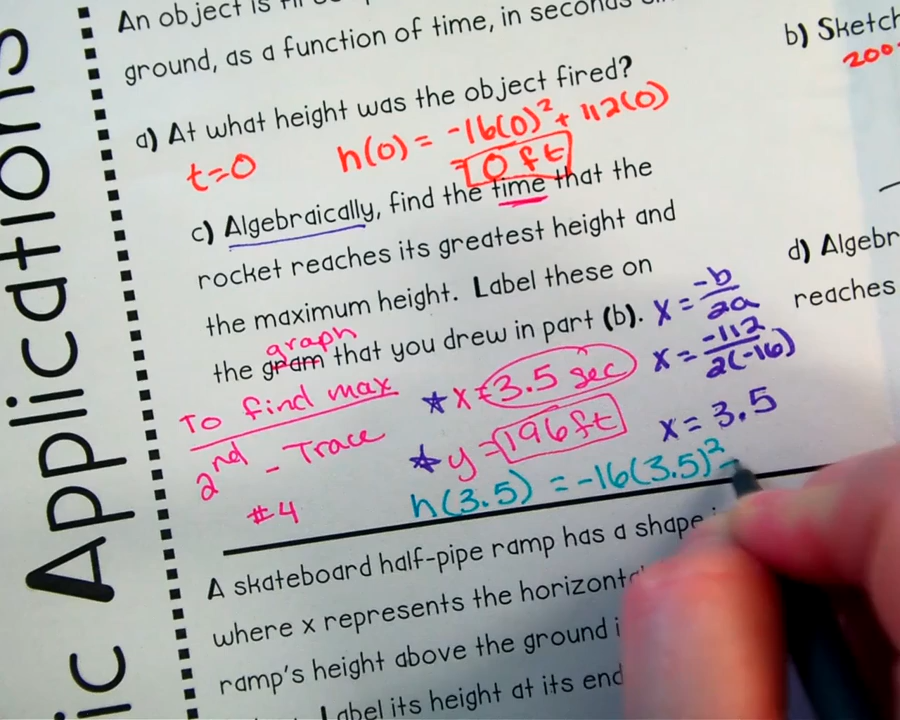 An object is
ground, as a function of time, in seconds
b) Sketch
200
a) At what height was the object fired?
t=0
h(0) = -16(0)² + 112(0)
= 0 ft
c) Algebraically, find the time that the
rocket reaches its greatest height and
the maximum height. Label these on
graph
the gram that you drew in part (b).
x = -b/2a
d) Algebr
reaches
x = -112/2(-16)
x = 3.5
To find max
2nd - Trace
#4
* x = 3.5 sec
* y = 196 ft
h(3.5) = -16(3.5)²
A skateboard half-pipe ramp has a shape
where x represents the
ramp's height above the ground
Label its height at its end
Applications